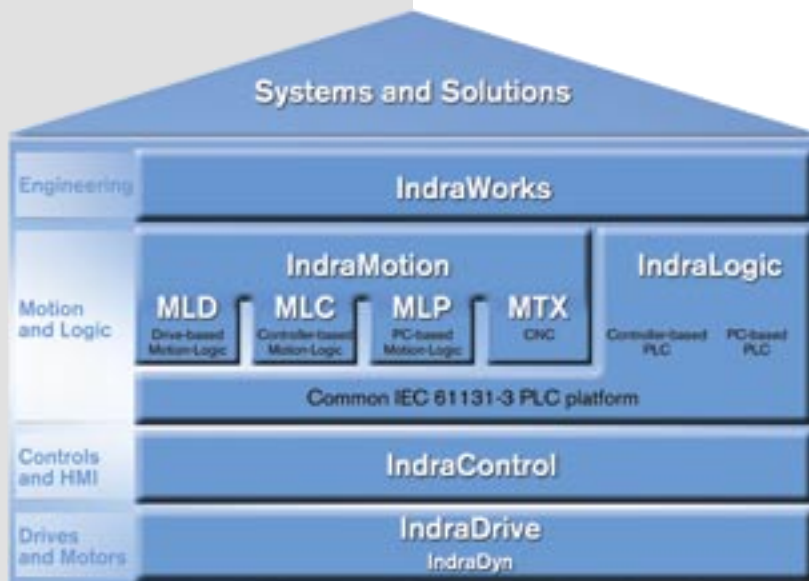 Systems and Solutions
Engineering
IndraWorks
Motion
and Logic
IndraMotion
IndraLogic
MLD
Drive-based
Motion-Logic
MLC
Controller-based
Motion-Logic
MLP
PC-based
Motion-Logic
MTX
CNC
Controller-based
PLC
PC-based
PLC
Common IEC 61131-3 PLC platform
Controls
and HMI
IndraControl
Drives
and Motors
IndraDrive
IndraDyn